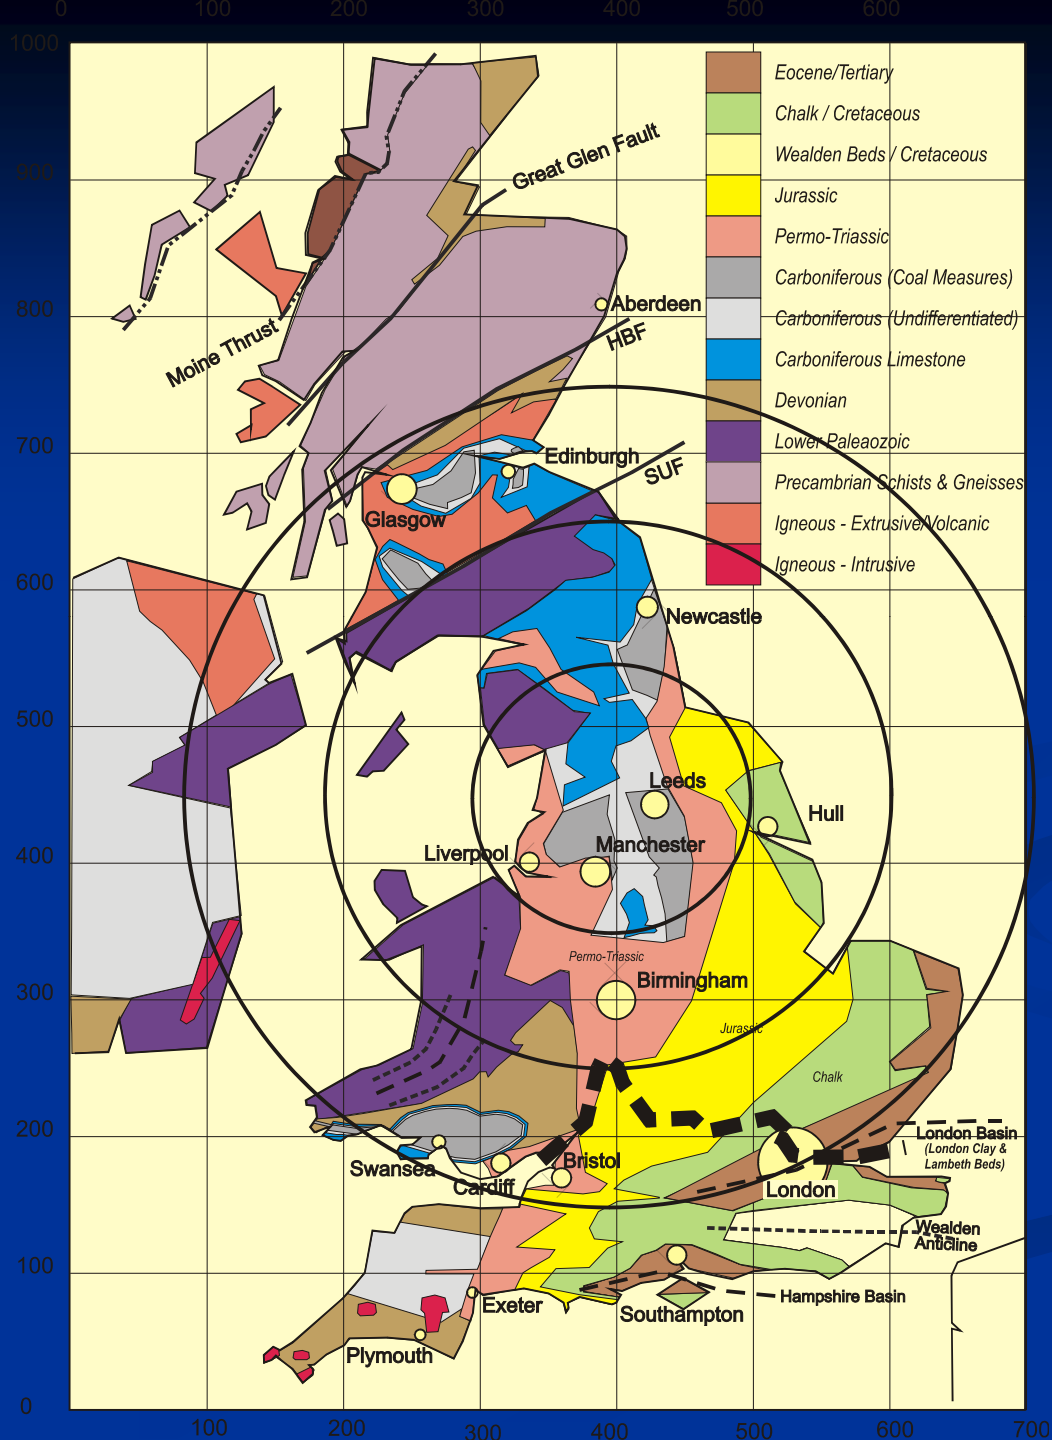 0 100 200 300 400 500 600
1000
900
800
700
600
500
400
300
200
100
0
100 200 300 400 500 600 700
Eocene/Tertiary
Chalk / Cretaceous
Wealden Beds / Cretaceous
Jurassic
Permo-Triassic
Carboniferous (Coal Measures)
Carboniferous (Undifferentiated)
Carboniferous Limestone
Devonian
Lower Paleaozoic
Precambrian Schists & Gneisses
Igneous - Extrusive/Volcanic
Igneous - Intrusive
Great Glen Fault
Moine Thrust
Aberdeen
HBF
Edinburgh
SUF
Glasgow
Newcastle
Leeds
Hull
Manchester
Liverpool
Permo-Triassic
Birmingham
Jurassic
Chalk
London Basin
(London Clay &
Lambeth Beds)
Swansea
Cardiff
Bristol
London
Wealden
Anticline
Hampshire Basin
Southampton
Exeter
Plymouth